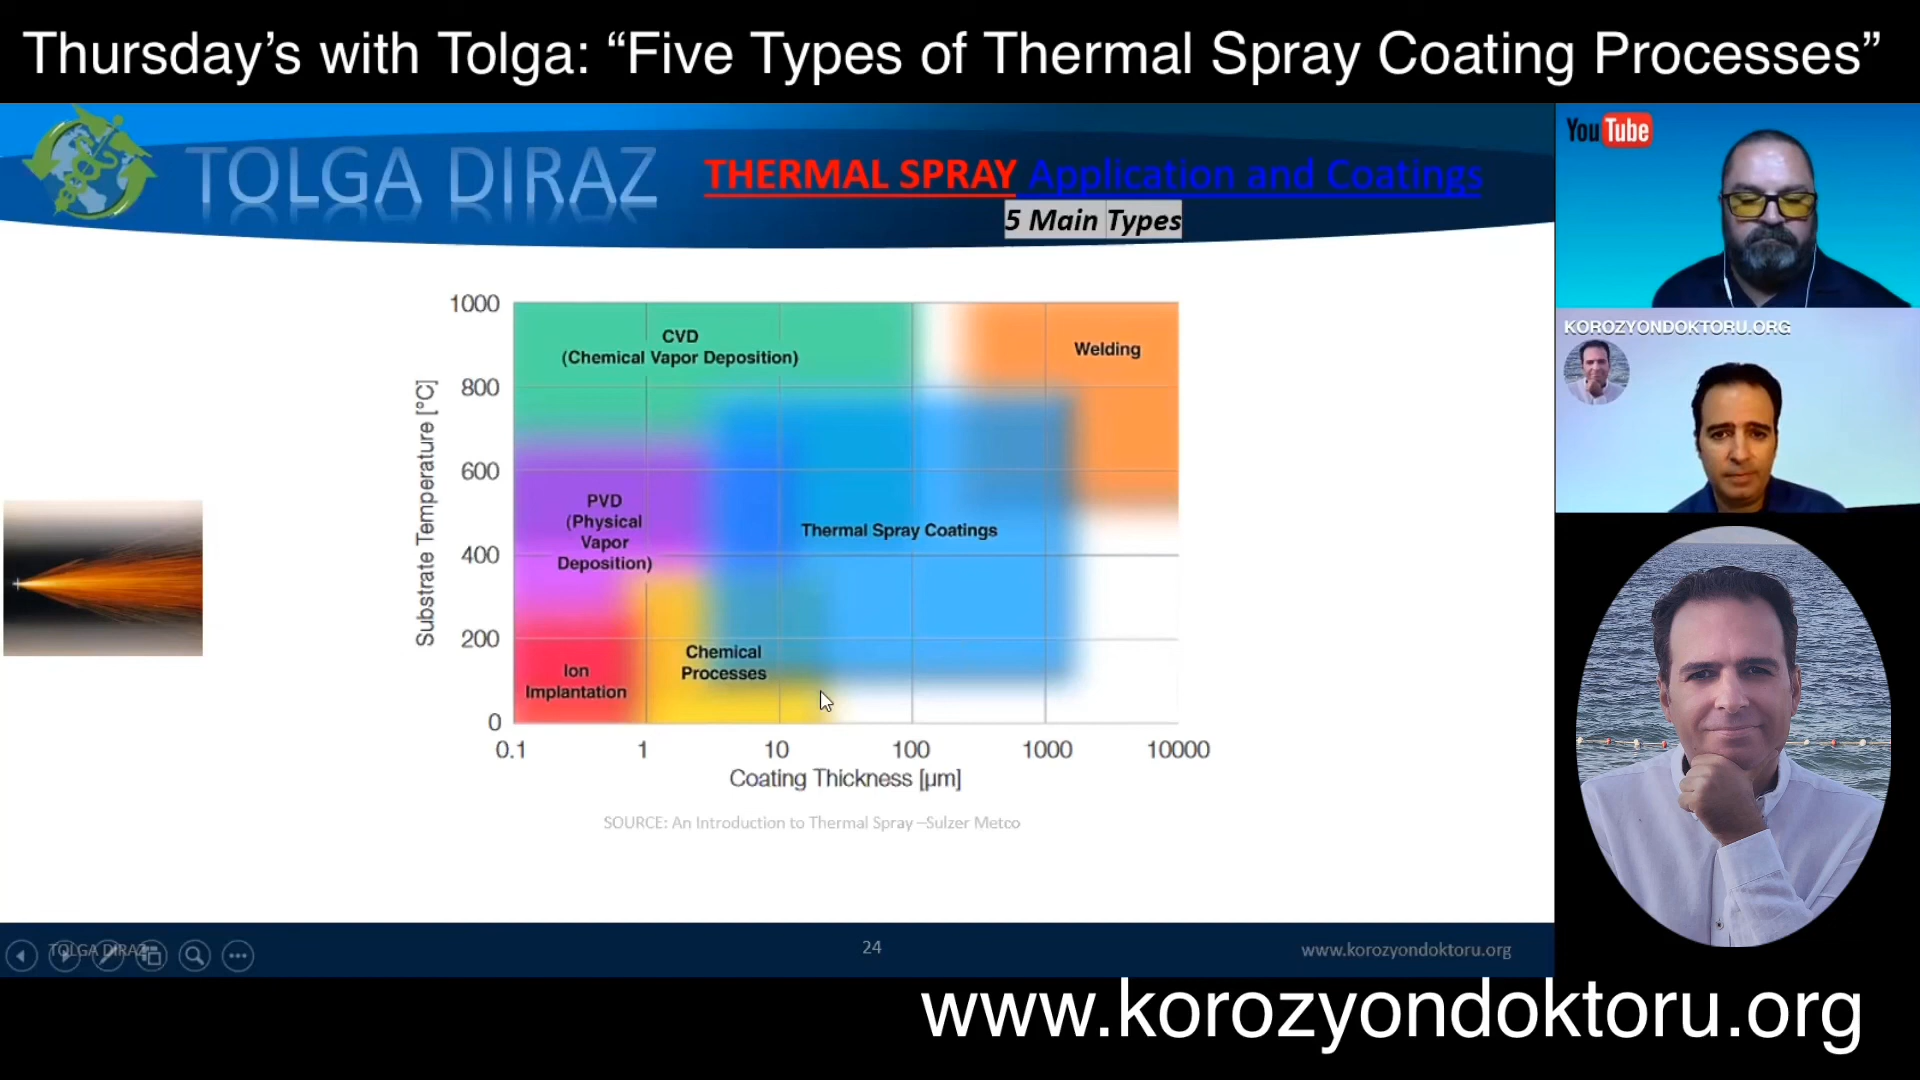 Thursday’s with Tolga: “Five Types of Thermal Spray Coating Processes”
TOLGA DIRAZ
THERMAL SPRAY Application and Coatings
5 Main Types
You Tube
KOROZYONDOKTORU.ORG
1000
800
600
400
200
0
Substrate Temperature [°C]
CVD
(Chemical Vapor Deposition)
Welding
PVD
(Physical
Vapor
Deposition)
Thermal Spray Coatings
Ion
Implantation
Chemical
Processes
0.1 1 10 100 1000 10000
Coating Thickness [µm]
SOURCE: An Introduction to Thermal Spray –Sulzer Metco
TOLGA DIRAZ
24
www.korozyondoktoru.org
www.korozyondoktoru.org